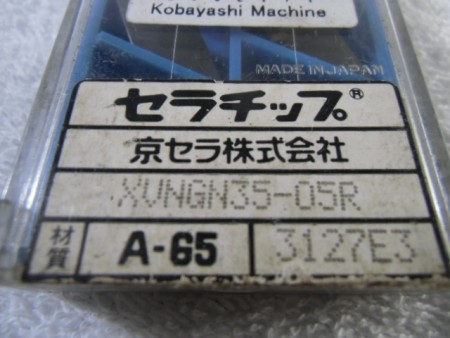 Kobayashi Machine
MADE IN JAPAN
セラチップ®
京セラ株式会社
XVNGN35-05R
材質 A-65 3127E3